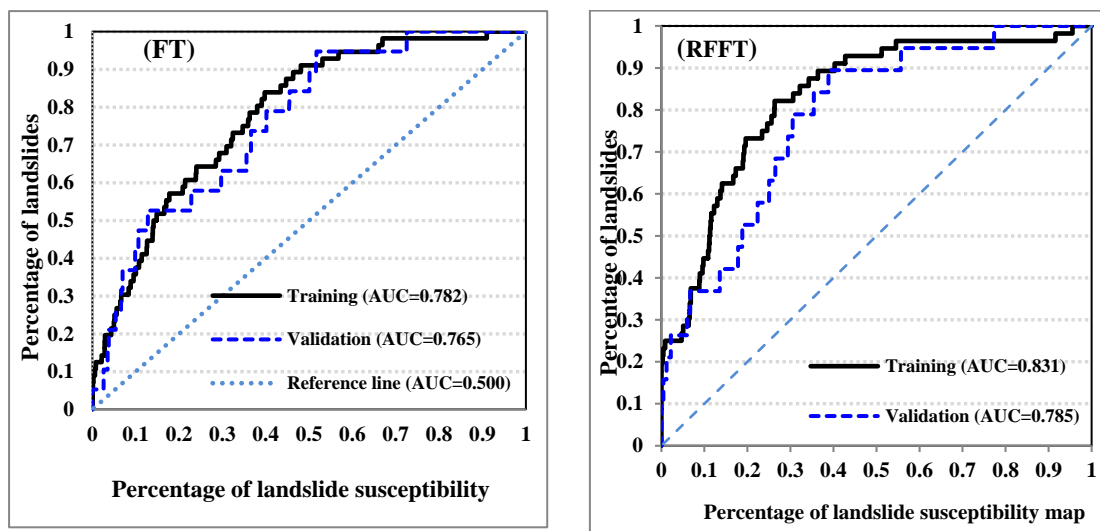 (FT)
Percentage of landslides
1
0.9
0.8
0.7
0.6
0.5
0.4
0.3
0.2
0.1
0
Training (AUC=0.782)
Validation (AUC=0.765)
Reference line (AUC=0.500)
0 0.1 0.2 0.3 0.4 0.5 0.6 0.7 0.8 0.9 1
Percentage of landslide susceptibility
(RFFT)
Percentage of landslides
1
0.9
0.8
0.7
0.6
0.5
0.4
0.3
0.2
0.1
0
Training (AUC=0.831)
Validation (AUC=0.785)
0 0.1 0.2 0.3 0.4 0.5 0.6 0.7 0.8 0.9 1
Percentage of landslide susceptibility map